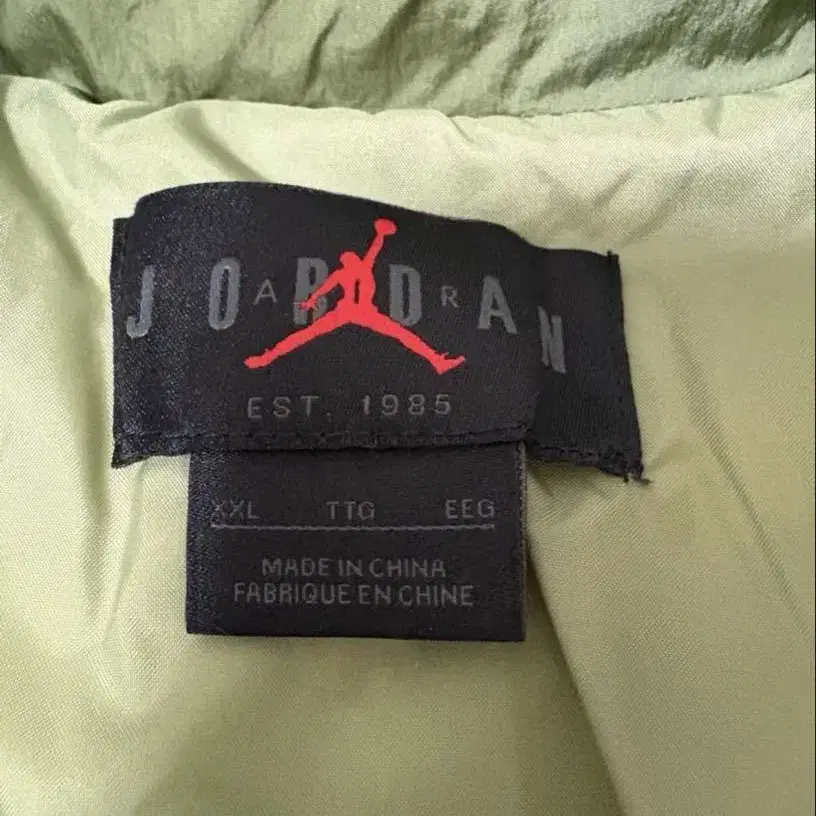 JORDAN
AIR
EST. 1985
XXL TTG EEG
MADE IN CHINA
FABRIQUE EN CHINE